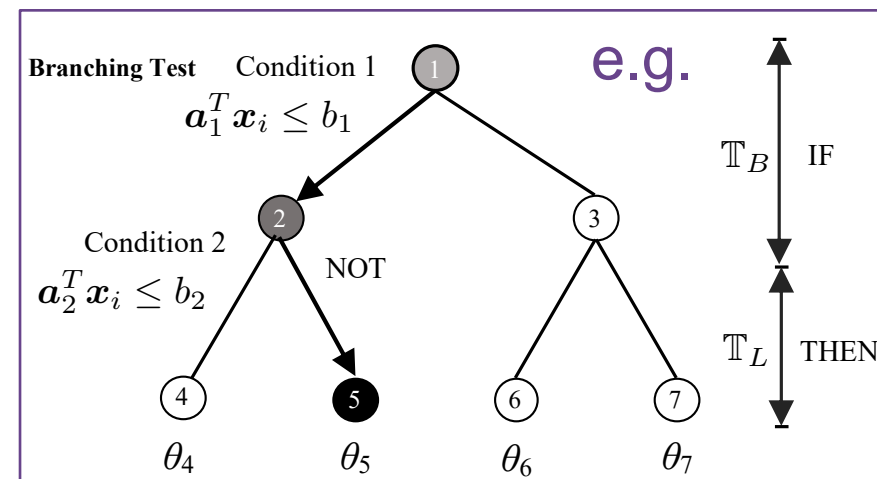 e.g.
Branching Test Condition 1
1
a_1^T x_i ≤ b_1
𝕋_B IF
2
3
Condition 2
NOT
a_2^T x_i ≤ b_2
𝕋_L THEN
4 5 6 7
θ_4 θ_5 θ_6 θ_7